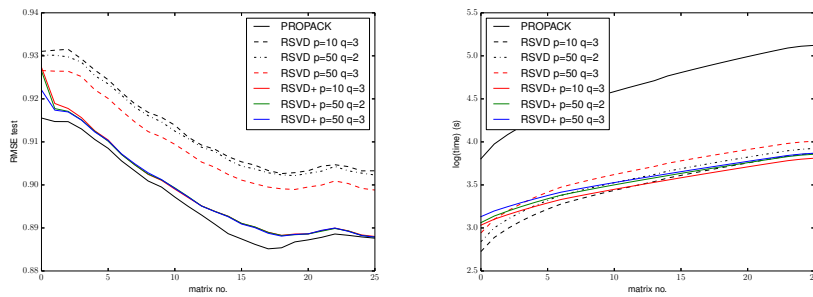 0.94
0.93
0.92
0.91
0.90
0.89
0.88
RMSE test
0
5
10
15
20
25
matrix no.
PROPACK
RSVD p=10 q=3
RSVD p=50 q=2
RSVD p=50 q=3
RSVD+ p=10 q=3
RSVD+ p=50 q=2
RSVD+ p=50 q=3
5.5
5.0
4.5
4.0
3.5
3.0
2.5
log(time) (s)
0
5
10
15
20
matrix no.
PROPACK
RSVD p=10 q=3
RSVD p=50 q=2
RSVD p=50 q=3
RSVD+ p=10 q=3
RSVD+ p=50 q=2
RSVD+ p=50 q=3